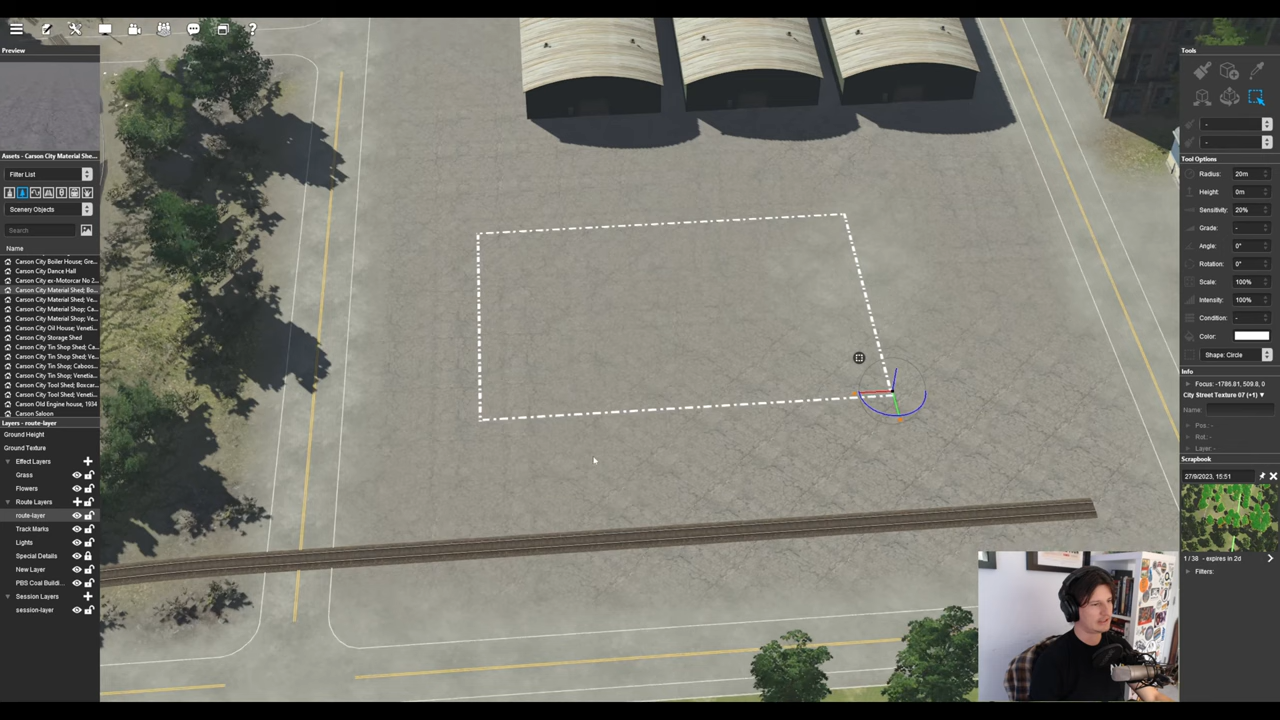 Preview
Assets - Carson City Material She...
Filter List
Scenery Objects
Search
Name
Carson City Boiler House; Gre...
Carson City Dance Hall
Carson City ex-Motorcar No 2...
Carson City Material Shed; Bo...
Carson City Material Shed; Ve...
Carson City Material Shop; Ca...
Carson City Material Shop; Ve...
Carson City Oil House; Veneti...
Carson City Storage Shed
Carson City Tin Shop Shed; Ca...
Carson City Tin Shop Shed; Ve...
Carson City Tin Shop; Caboos...
Carson City Tin Shop; Venetia...
Carson City Tool Shed; Boxcar...
Carson City Tool Shed; Veneti...
Carson Old Engine house, 1934
Carson Saloon
Layers - route-layer
Ground Height
Ground Texture
Effect Layers
Grass
Flowers
Route Layers
route-layer
Track Marks
Lights
Special Details
New Layer
PBS Coal Buildi...
Session Layers
session-layer
Tools
-
-
Tool Options
Radius: 20m
Height: 0m
Sensitivity: 20%
Grade: -
Angle: 0°
Rotation: 0°
Scale: 100%
Intensity: 100%
Condition: -
Color:
Shape: Circle
Info
Focus: -1786.81, 509.8, 0
City Street Texture 07 (+1)
Name:
Pos.: -
Rot.: -
Layer: -
Scrapbook
27/9/2023, 15:51
1 / 38 - expires in 2d
Filters: